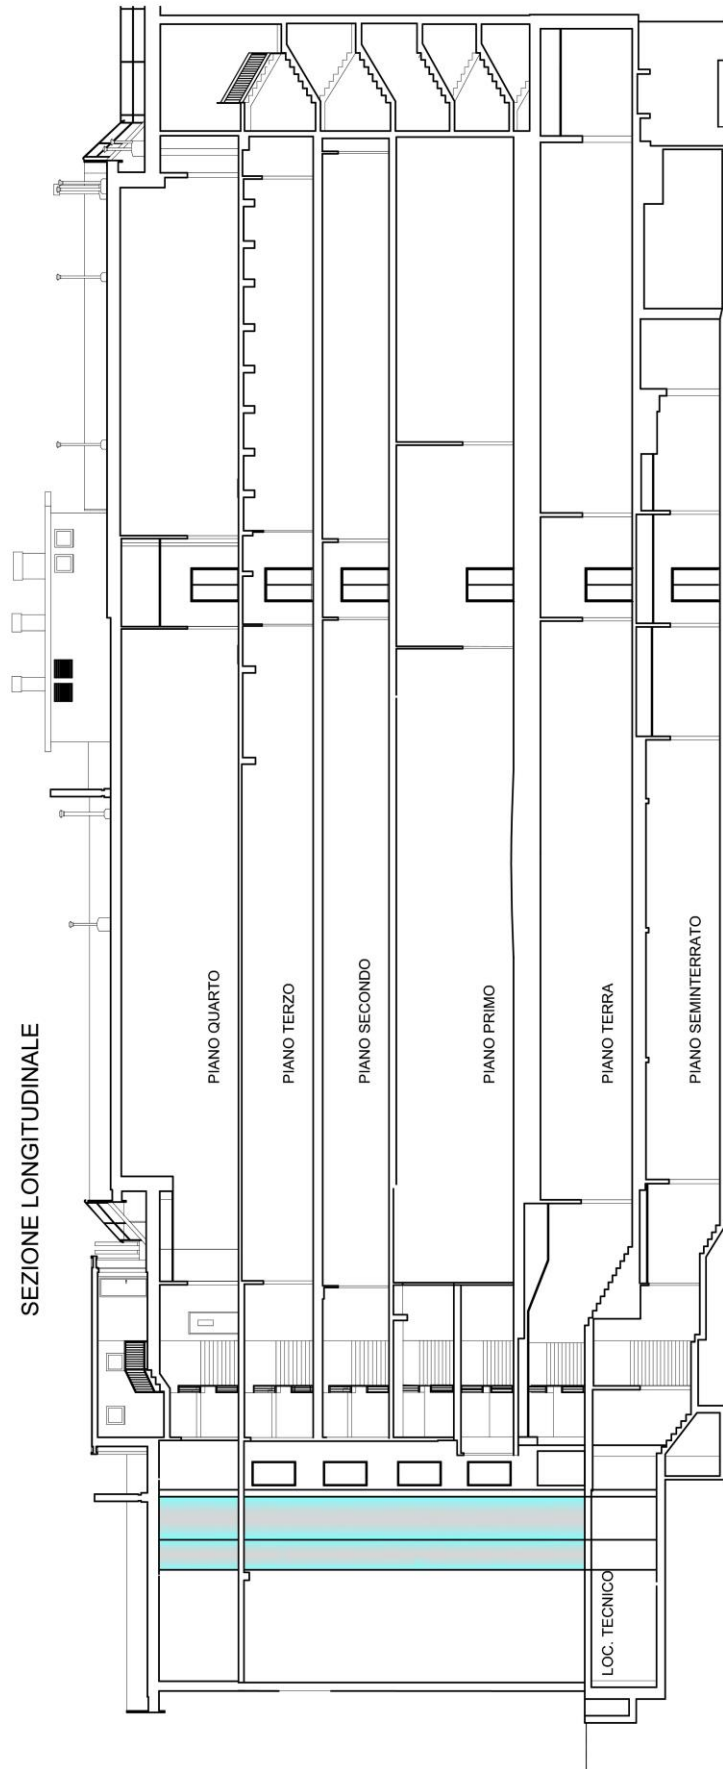 SEZIONE LONGITUDINALE
PIANO QUARTO
PIANO TERZO
PIANO SECONDO
PIANO PRIMO
PIANO TERRA
PIANO SEMINTERRATO
LOC. TECNICO